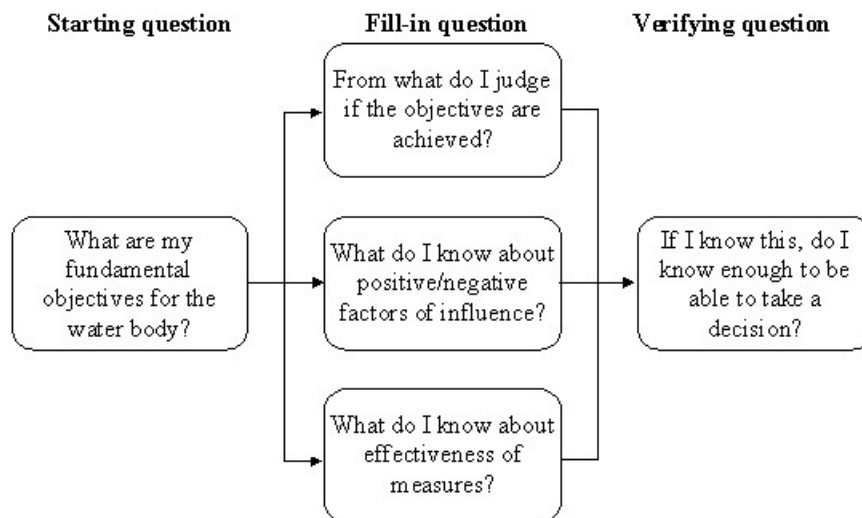 Starting question
Fill-in question
Verifying question
From what do I judge
if the objectives are
achieved?
What are my
fundamental
objectives for the
water body?
What do I know about
positive/negative
factors of influence?
If I know this, do I
know enough to be
able to take a
decision?
What do I know about
effectiveness of
measures?